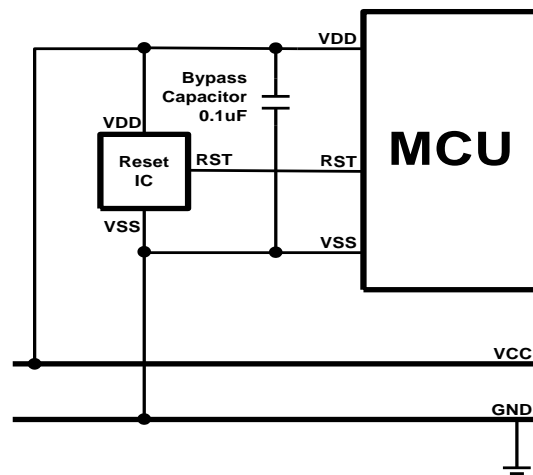 VDD
Bypass
Capacitor
0.1uF
VDD
MCU
Reset
IC
RST
RST
VSS
VSS
VCC
GND